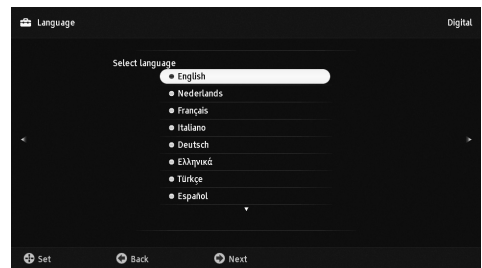 Language
Digital
Select language
English
Nederlands
Français
Italiano
Deutsch
Ελληνικά
Türkçe
Español
Set
Back
Next